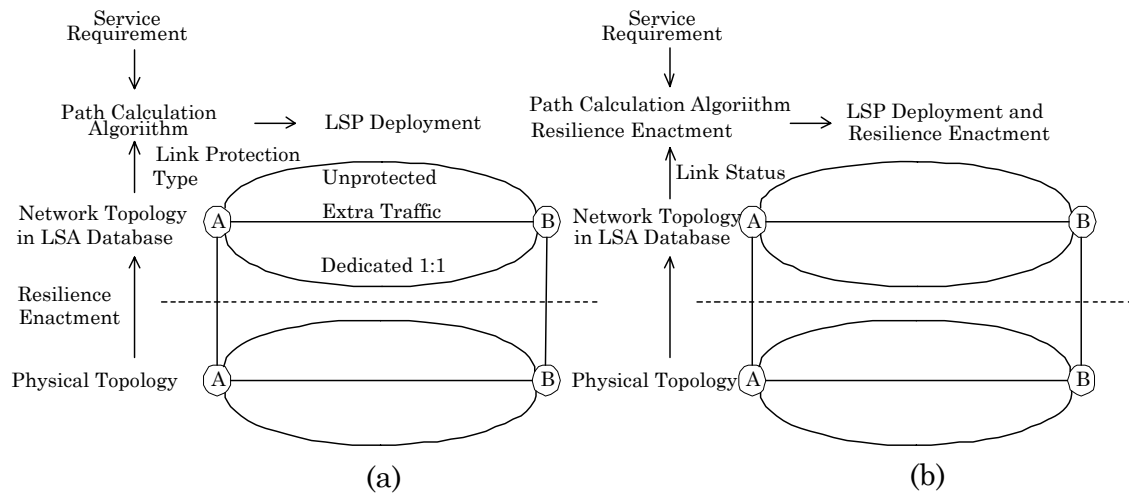 Service
Requirement
Path Calculation
Algoriithm
LSP Deployment
Link Protection
Type
Unprotected
Network Topology
in LSA Database
A
Extra Traffic
B
Dedicated 1:1
Resilience
Enactment
Physical Topology
A
B
(a)
Service
Requirement
Path Calculation Algoriithm
Resilience Enactment
LSP Deployment and
Resilience Enactment
Link Status
Network Topology
in LSA Database
A
B
Physical Topology
A
B
(b)